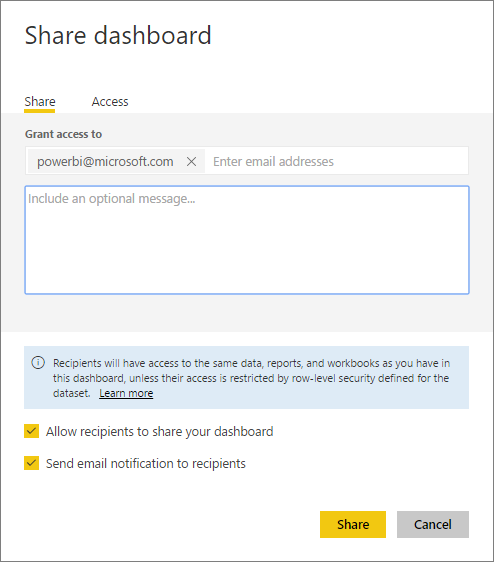 Share dashboard
Share Access
Grant access to
powerbi@microsoft.com Enter email addresses
Include an optional message...
Recipients will have access to the same data, reports, and workbooks as you have in
this dashboard, unless their access is restricted by row-level security defined for the
dataset. Learn more
Allow recipients to share your dashboard
Send email notification to recipients
Share Cancel